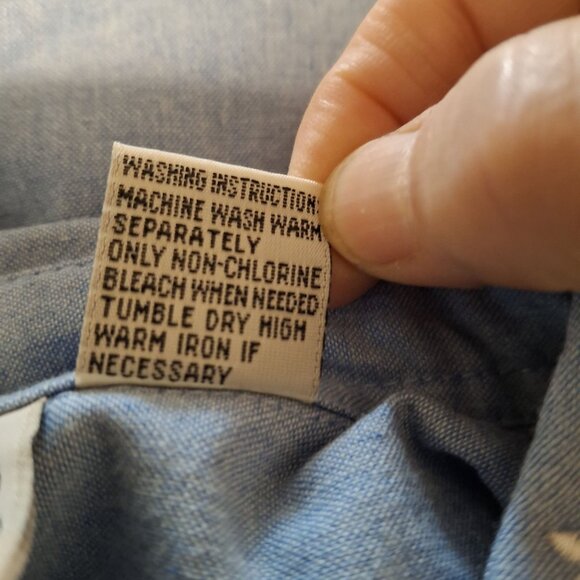 WASHING INSTRUCTION
MACHINE WASH WARM
SEPARATELY
ONLY NON-CHLORINE
BLEACH WHEN NEEDED
TUMBLE DRY HIGH
WARM IRON IF
NECESSARY